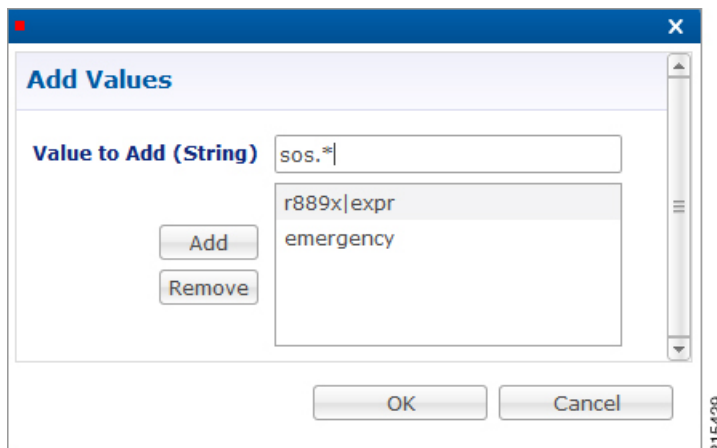 Add Values
Value to Add (String)
sos.*
r889x|expr
emergency
Add
Remove
OK
Cancel